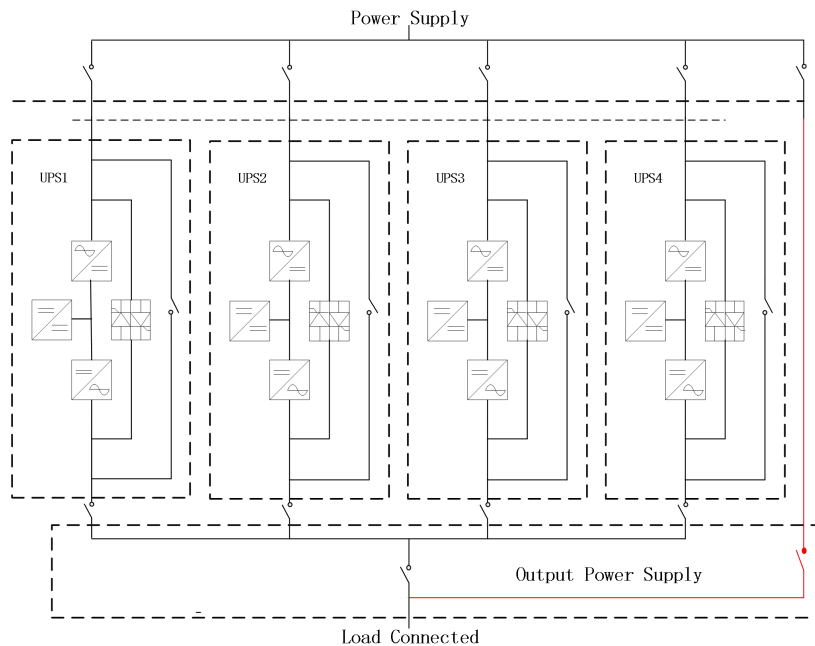 Power Supply
UPS1
UPS2
UPS3
UPS4
Output Power Supply
Load Connected